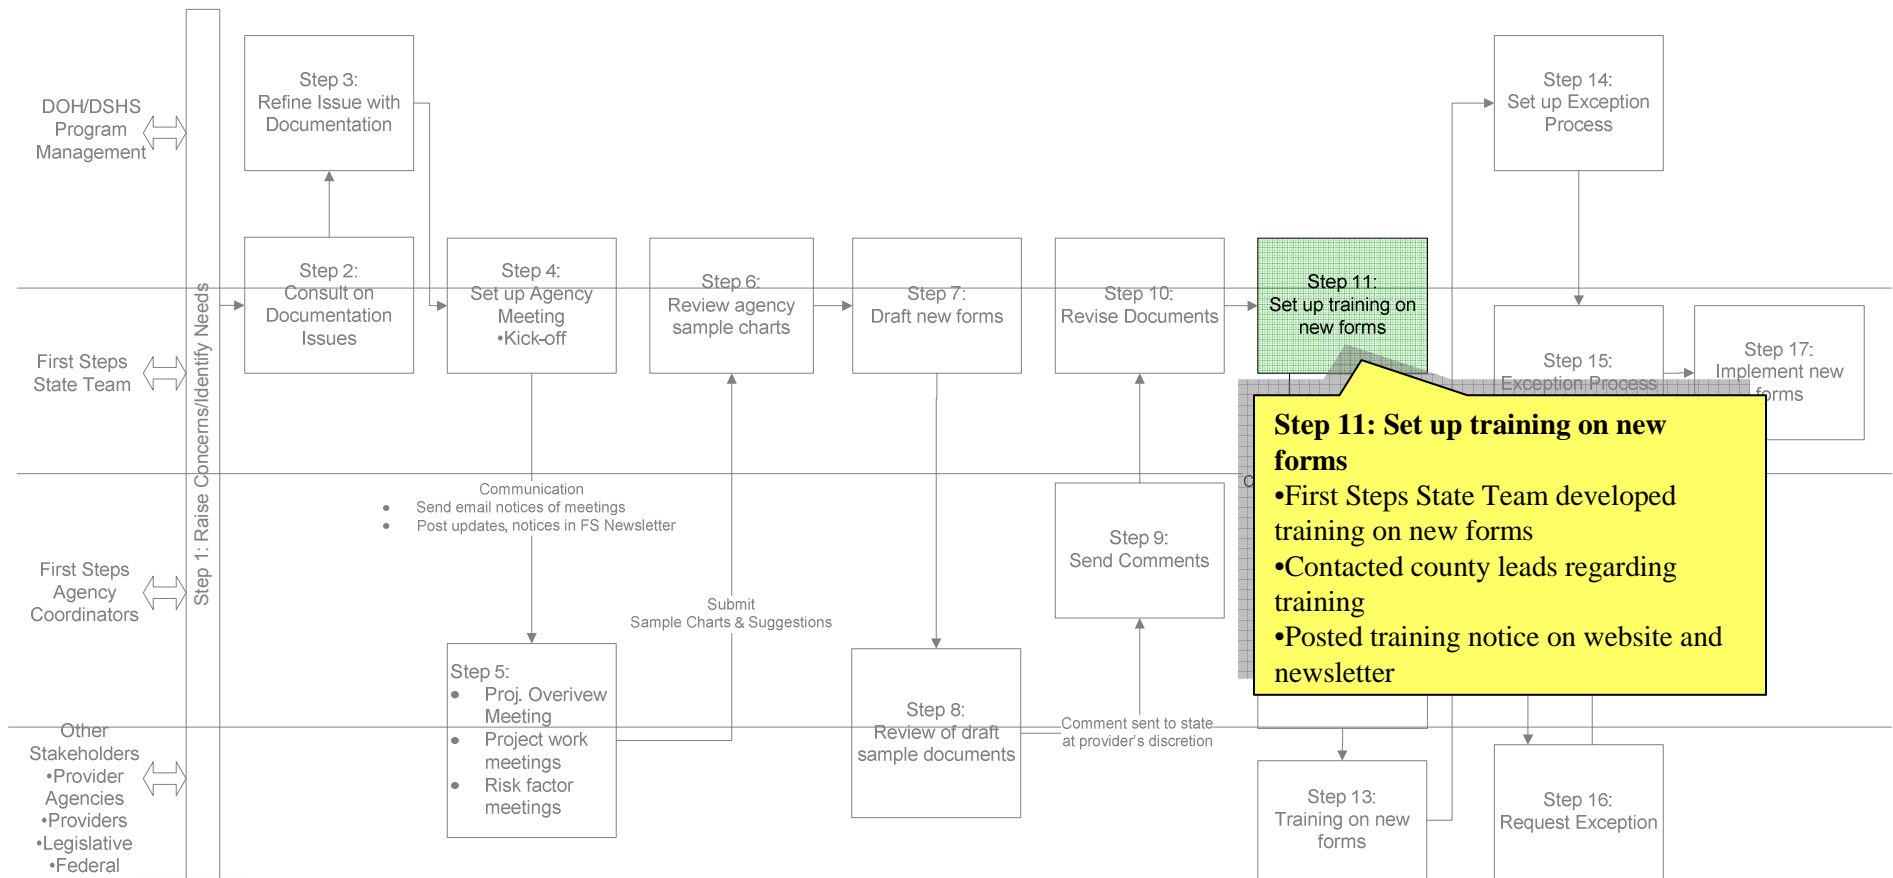 DOH/DSHS
Program
Management
First Steps
State Team
First Steps
Agency
Coordinators
Other
Stakeholders
•Provider
Agencies
•Providers
•Legislative
•Federal
Step 1: Raise Concerns/Identify Needs
Step 3:
Refine Issue with
Documentation
Step 2:
Consult on
Documentation
Issues
Step 4:
Set up Agency
Meeting
•Kick-off
Communication
• Send email notices of meetings
• Post updates, notices in FS Newsletter
Step 5:
• Proj. Overivew
Meeting
• Project work
meetings
• Risk factor
meetings
Submit
Sample Charts & Suggestions
Step 6:
Review agency
sample charts
Step 7:
Draft new forms
Step 8:
Review of draft
sample documents
Comment sent to state
at provider's discretion
Step 9:
Send Comments
Step 10:
Revise Documents
Step 11:
Set up training on
new forms
Step 11: Set up training on new
forms
•First Steps State Team developed
training on new forms
•Contacted county leads regarding
training
•Posted training notice on website and
newsletter
Step 13:
Training on new
forms
Step 14:
Set up Exception
Process
Step 15:
Exception Process
Step 16:
Request Exception
Step 17:
Implement new
forms